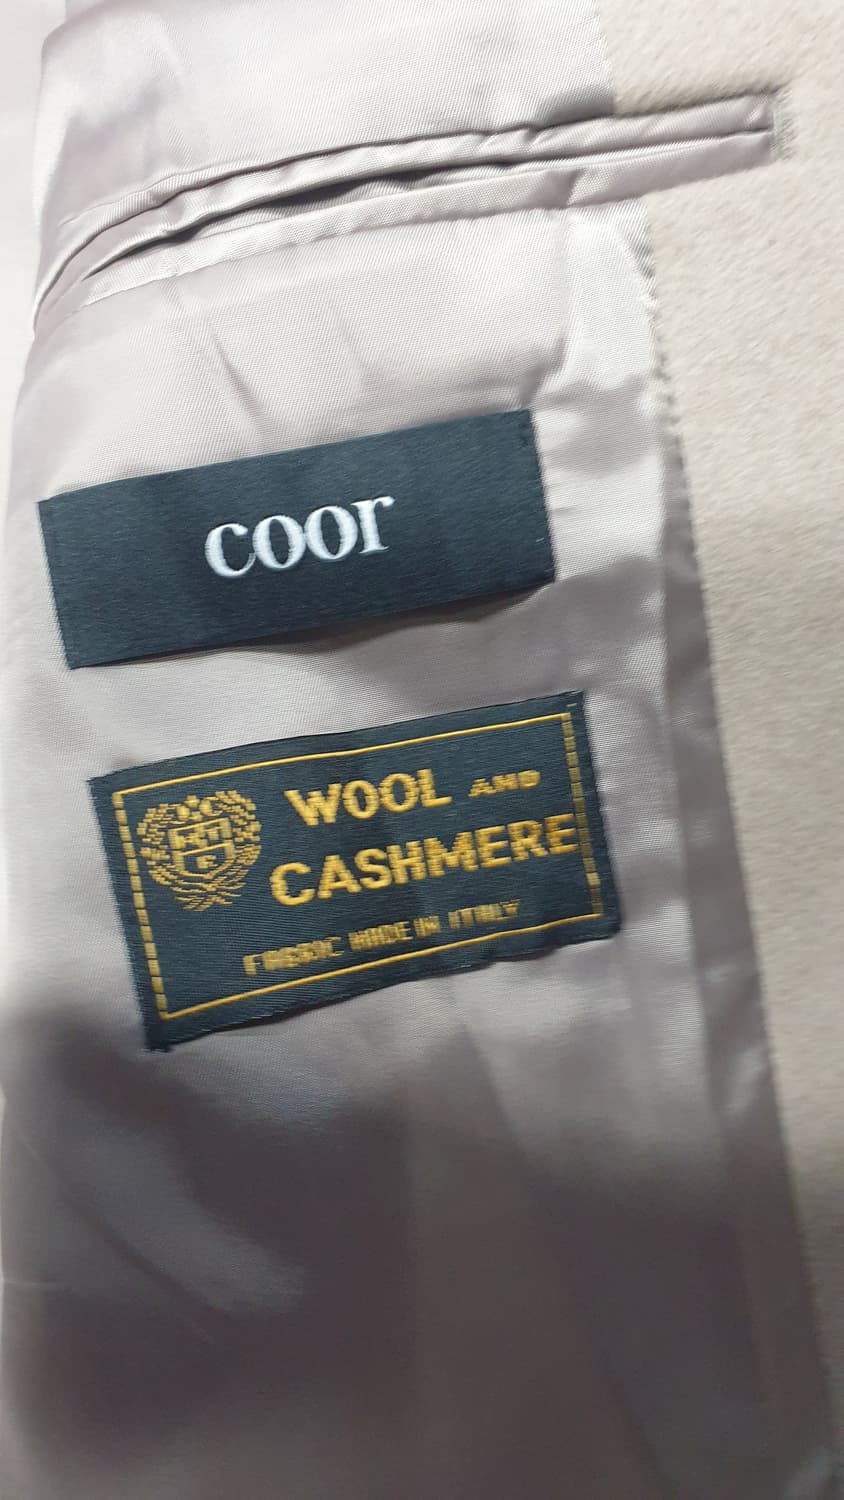 coor
WOOL AND
CASHMERE
FABRIC MADE IN ITALY